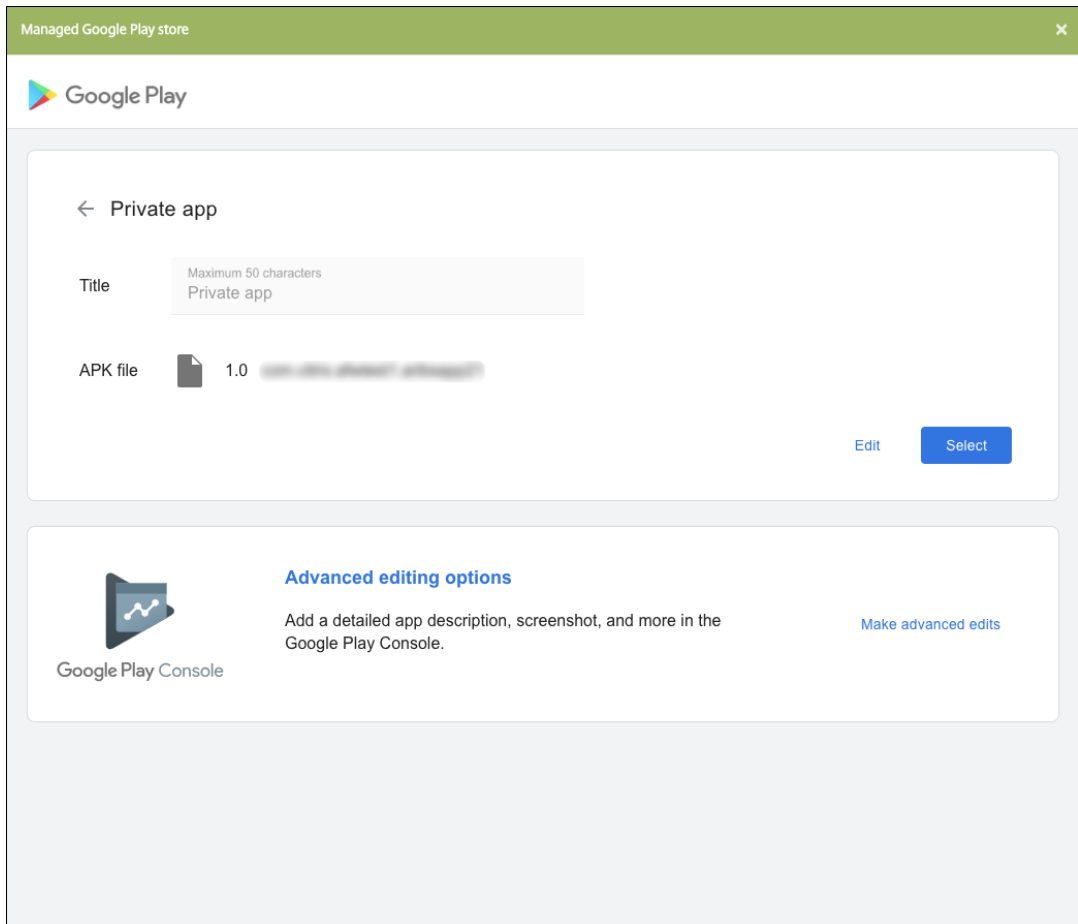 Managed Google Play store
Google Play
Private app
Title
Maximum 50 characters
Private app
APK file
1.0
Edit
Select
Advanced editing options
Add a detailed app description, screenshot, and more in the
Google Play Console.
Make advanced edits
Google Play Console